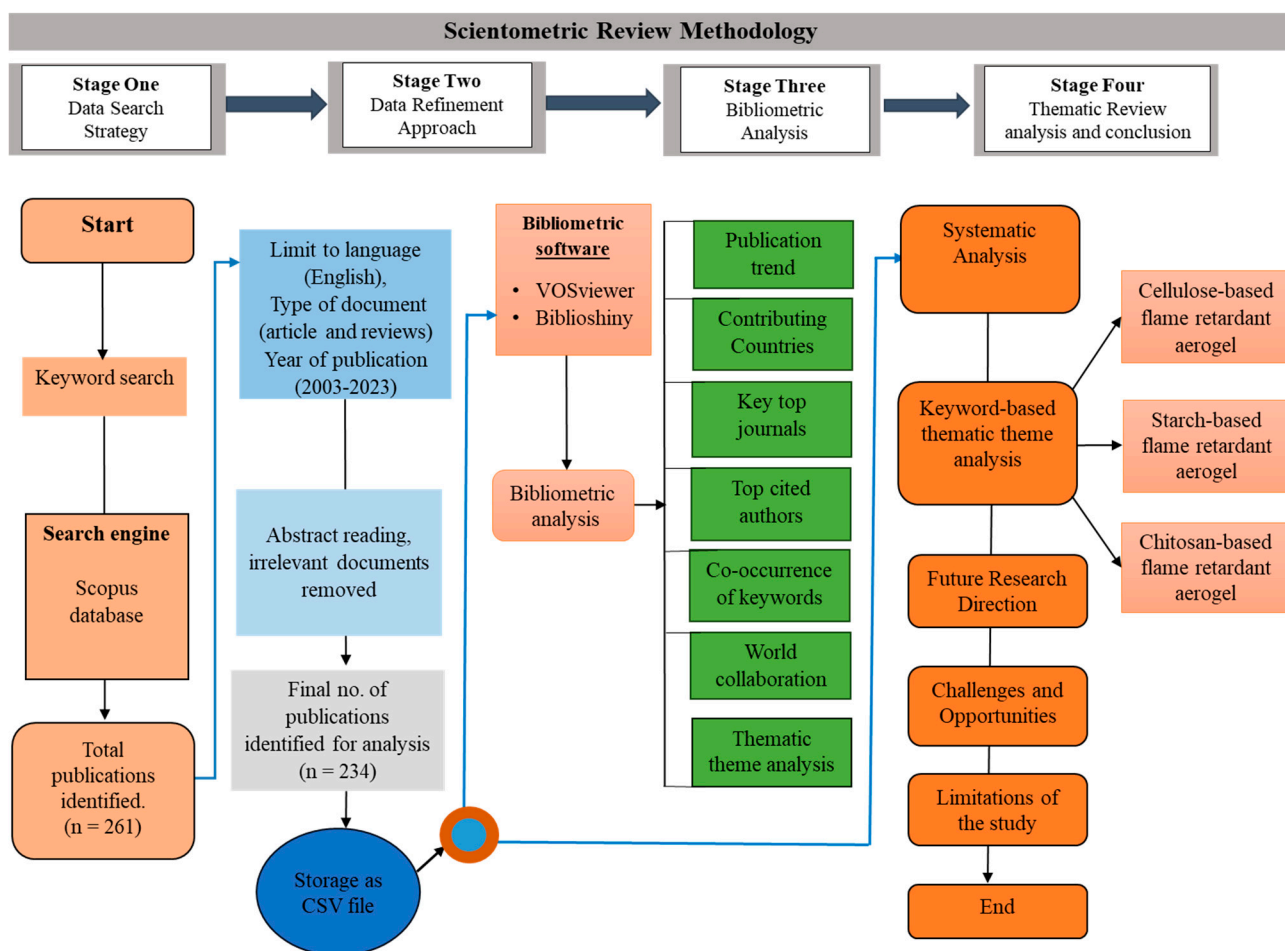 Scientometric Review Methodology
Stage One
Data Search
Strategy
Stage Two
Data Refinement
Approach
Stage Three
Bibliometric
Analysis
Stage Four
Thematic Review
analysis and conclusion
Start
Keyword search
Search engine
Scopus
database
Total
publications
identified.
(n = 261)
Limit to language
(English),
Type of document
(article and reviews)
Year of publication
(2003-2023)
Abstract reading,
irrelevant documents
removed
Final no. of
publications
identified for analysis
(n = 234)
Storage as
CSV file
Bibliometric
software
• VOSviewer
• Biblioshiny
Bibliometric
analysis
Publication
trend
Contributing
Countries
Key top
journals
Top cited
authors
Co-occurrence
of keywords
World
collaboration
Thematic
theme analysis
Systematic
Analysis
Keyword-based
thematic theme
analysis
Cellulose-based
flame retardant
aerogel
Starch-based
flame retardant
aerogel
Chitosan-based
flame retardant
aerogel
Future Research
Direction
Challenges and
Opportunities
Limitations of
the study
End